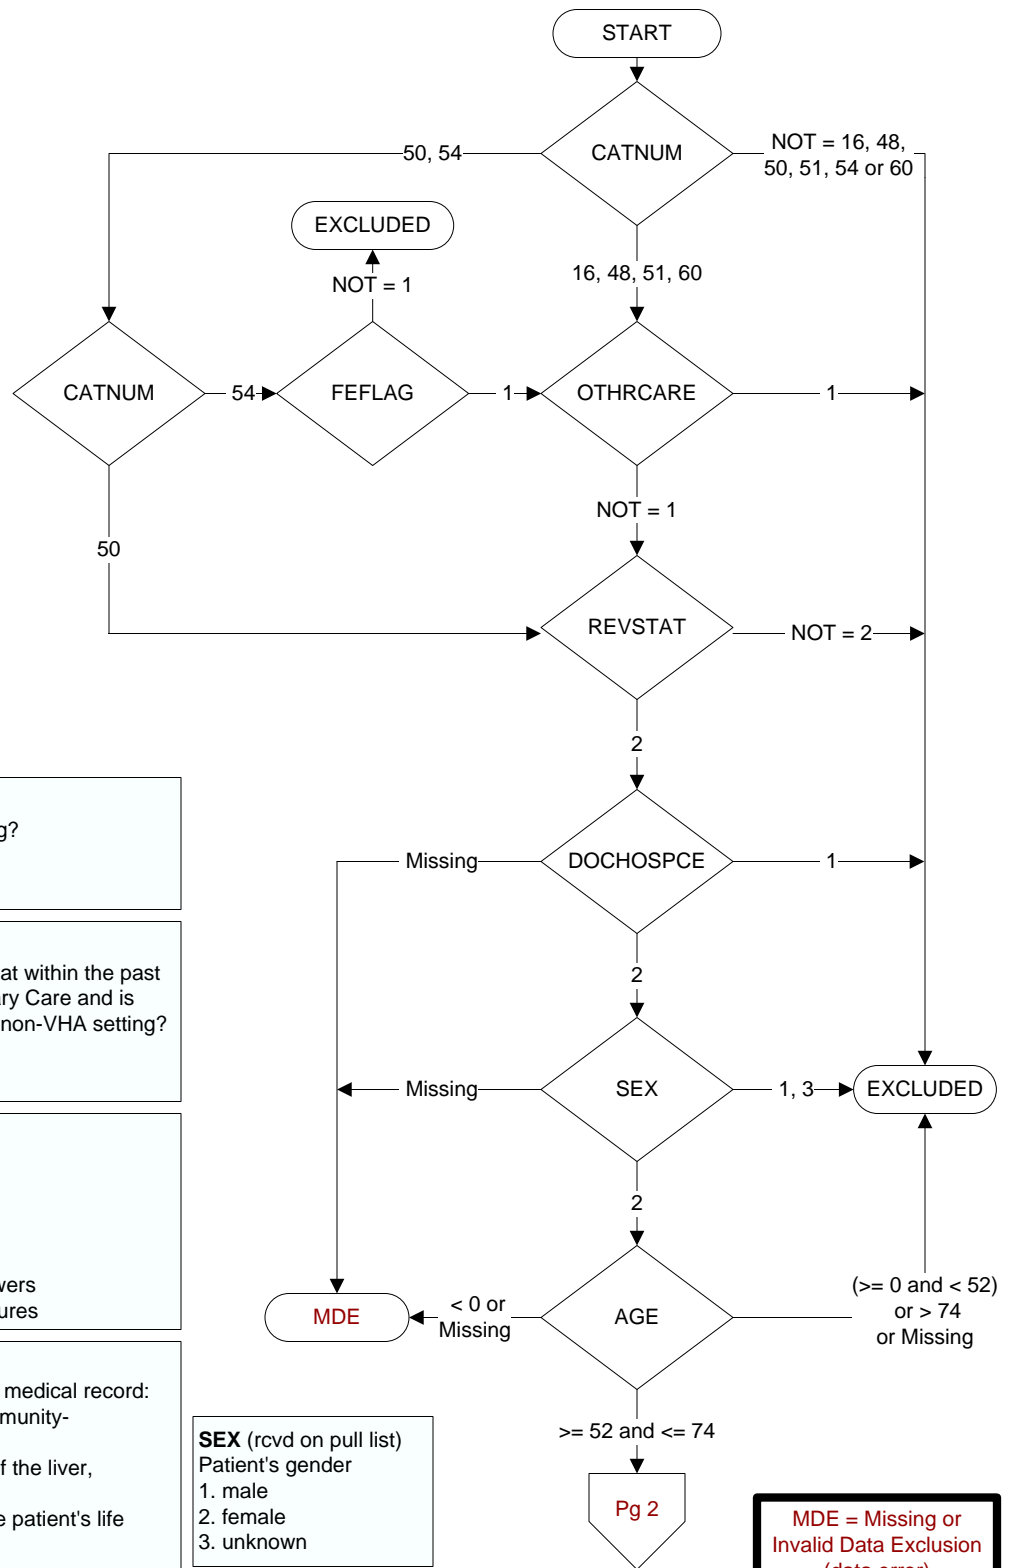 START
CATNUM
50, 54
NOT = 16, 48,
50, 51, 54 or 60
EXCLUDED
NOT = 1
16, 48, 51, 60
CATNUM
54
FEFLAG
1
OTHRCARE
1
NOT = 1
50
REVSTAT
NOT = 2
2
Missing
DOCHOSPCE
1
2
Missing
SEX
1, 3
EXCLUDED
2
MDE
< 0 or
Missing
AGE
(>= 0 and < 52)
or > 74
or Missing
>= 52 and <= 74
Pg 2
g?
at within the past
ary Care and is
non-VHA setting?
wers
ures
medical record:
munity-
f the liver,
e patient's life
SEX (rcvd on pull list)
Patient's gender
1. male
2. female
3. unknown
MDE = Missing or
Invalid Data Exclusion
(data error)